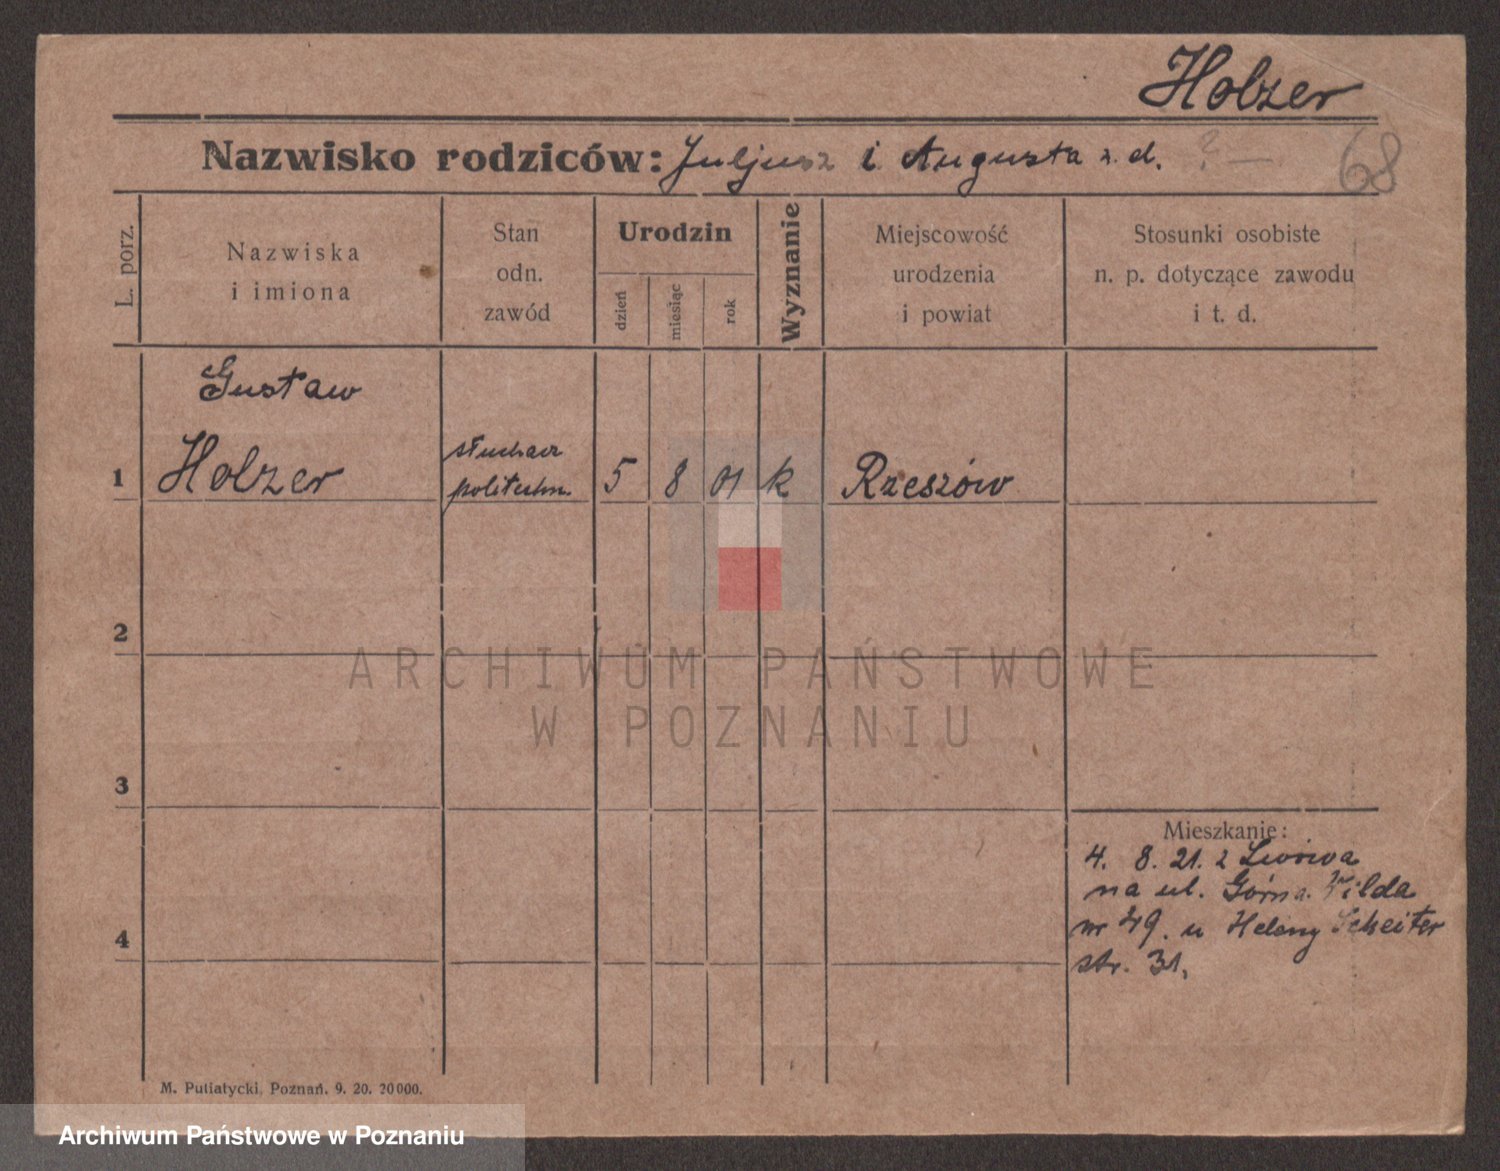 Holzer
Nazwisko rodziców: Juljusz i Augusta z. d. ? —
68
L. porz.
Nazwiska
i imiona
Stan
odn.
zawód
Urodzin
dzień
miesiąc
rok
Wyznanie
Miejscowość
urodzenia
i powiat
Stosunki osobiste
n. p. dotyczące zawodu
i t. d.
Gustaw
1 Holzer
słuchacz
politechn.
5 8 01 k Rzeszów
2
3
4
ARCHIWUM PAŃSTWOWE
W POZNANIU
Mieszkanie:
4. 8. 21. z Lwowa
na ul. Górna Wilda
nr 49. u Heleny Scheiter
str. 31.
M. Putiatycki, Poznań. 9. 20. 20000.
Archiwum Państwowe w Poznaniu